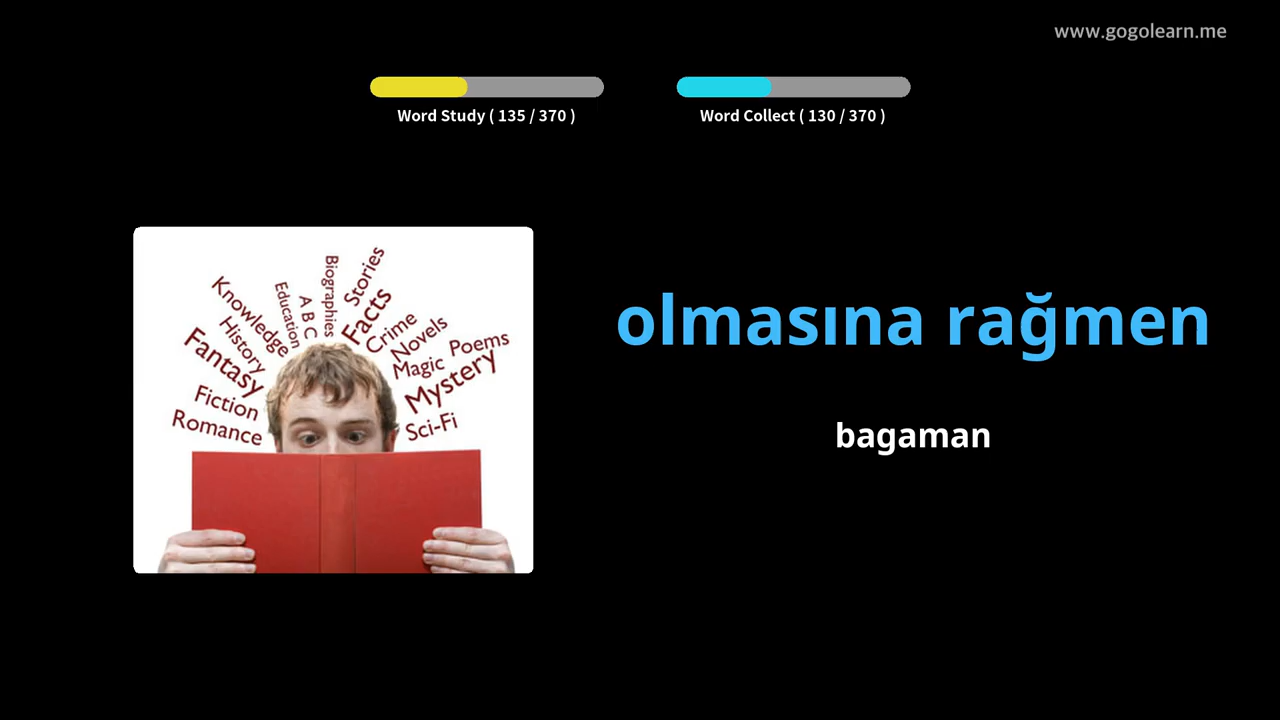 www.gogolearn.me
Word Study ( 135 / 370 )
Word Collect ( 130 / 370 )
Knowledge
Education
A B C
Biographies
Stories
Facts
History
Crime
Novels
Fantasy
Magic
Poems
Mystery
Fiction
Romance
Sci-Fi
olmasına rağmen
bagaman